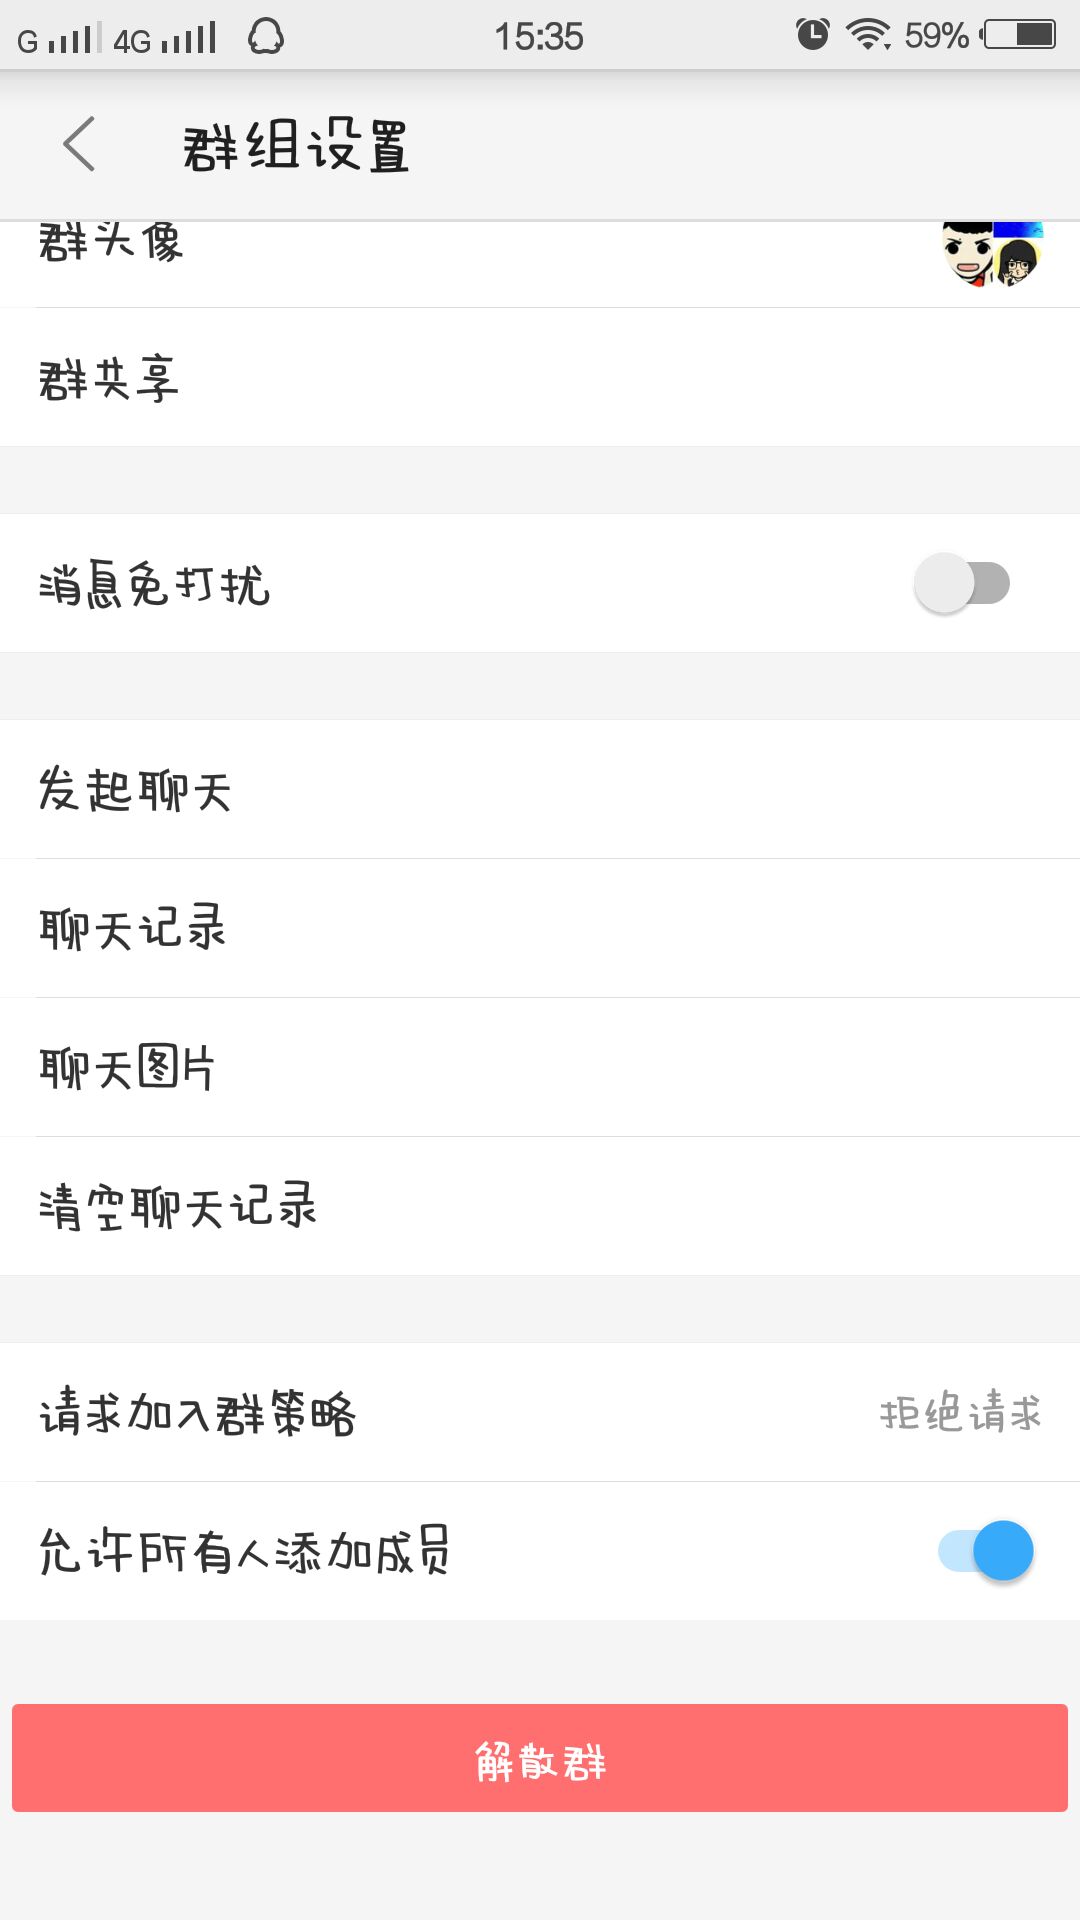 G 4G 15:35 59%
群组设置
群头像
群共享
消息免打扰
发起聊天
聊天记录
聊天图片
清空聊天记录
请求加入群策略 拒绝请求
允许所有人添加成员
解散群